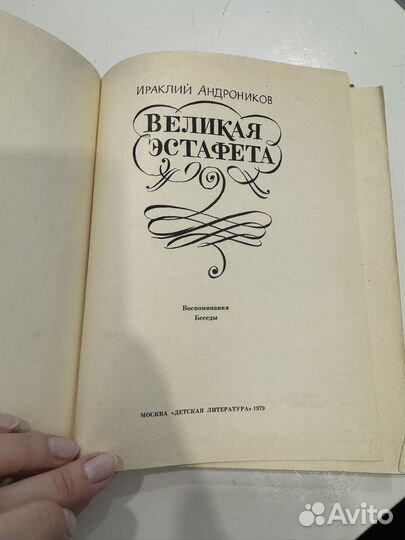 ИРАКЛИЙ АНДРОНИКОВ
ВЕЛИКАЯ
ЭСТАФЕТА
Воспоминания
Беседы
МОСКВА «ДЕТСКАЯ ЛИТЕРАТУРА» 1979
Avito